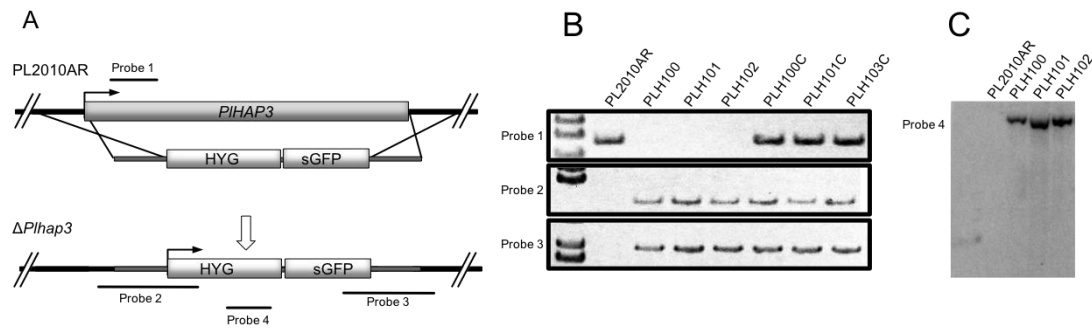 A
PL2010AR
Probe 1
PlHAP3
HYG
sGFP
ΔPlhap3
HYG
sGFP
Probe 2
Probe 3
Probe 4
B
PL2010AR
PLH100
PLH101
PLH102
PLH100C
PLH101C
PLH103C
Probe 1
Probe 2
Probe 3
C
PL2010AR
PLH100
PLH101
PLH102
Probe 4